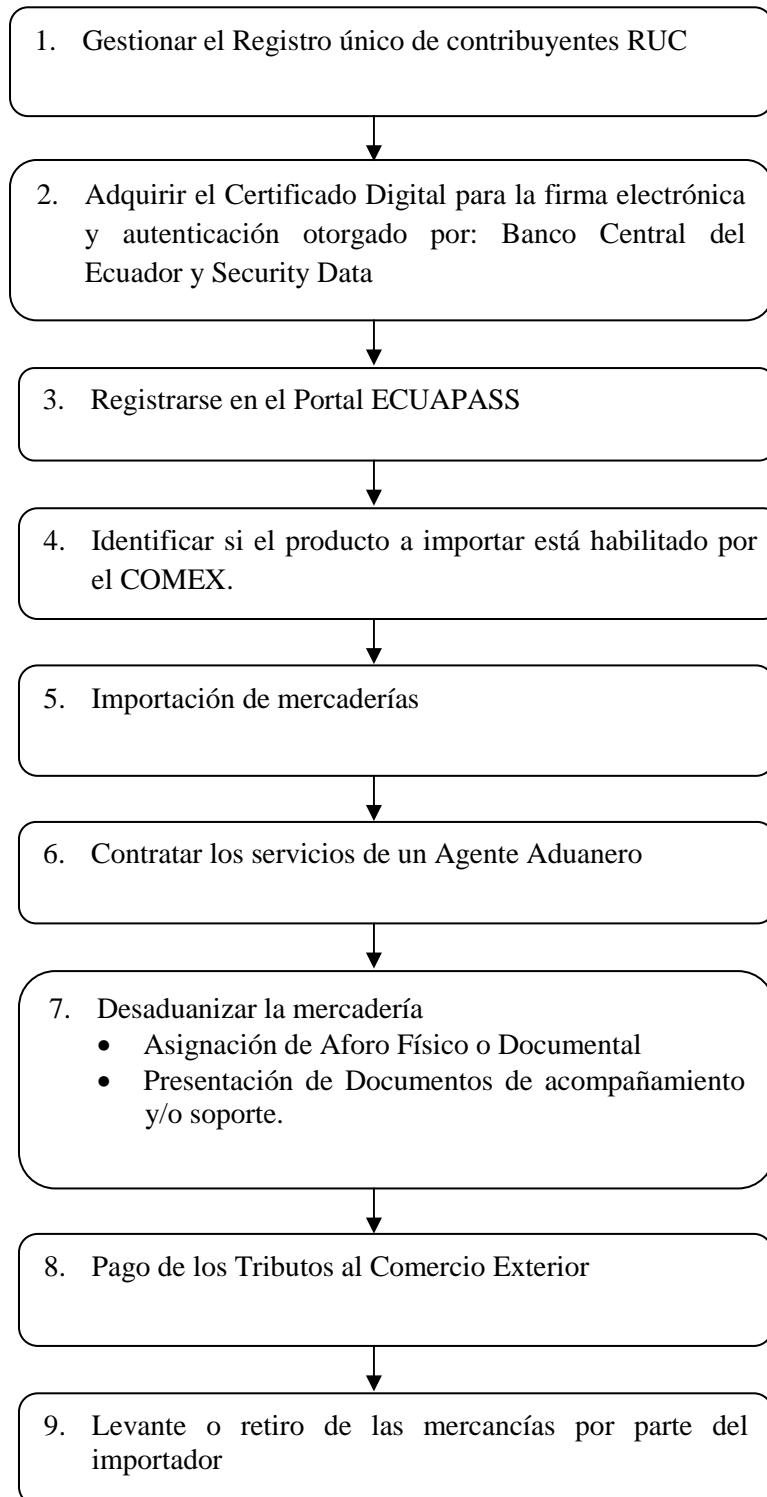 1. Gestionar el Registro único de contribuyentes RUC
2. Adquirir el Certificado Digital para la firma electrónica
y autenticación otorgado por: Banco Central del
Ecuador y Security Data
3. Registrarse en el Portal ECUAPASS
4. Identificar si el producto a importar está habilitado por
el COMEX.
5. Importación de mercaderías
6. Contratar los servicios de un Agente Aduanero
7. Desaduanizar la mercadería
• Asignación de Aforo Físico o Documental
• Presentación de Documentos de acompañamiento
y/o soporte.
8. Pago de los Tributos al Comercio Exterior
9. Levante o retiro de las mercancías por parte del
importador